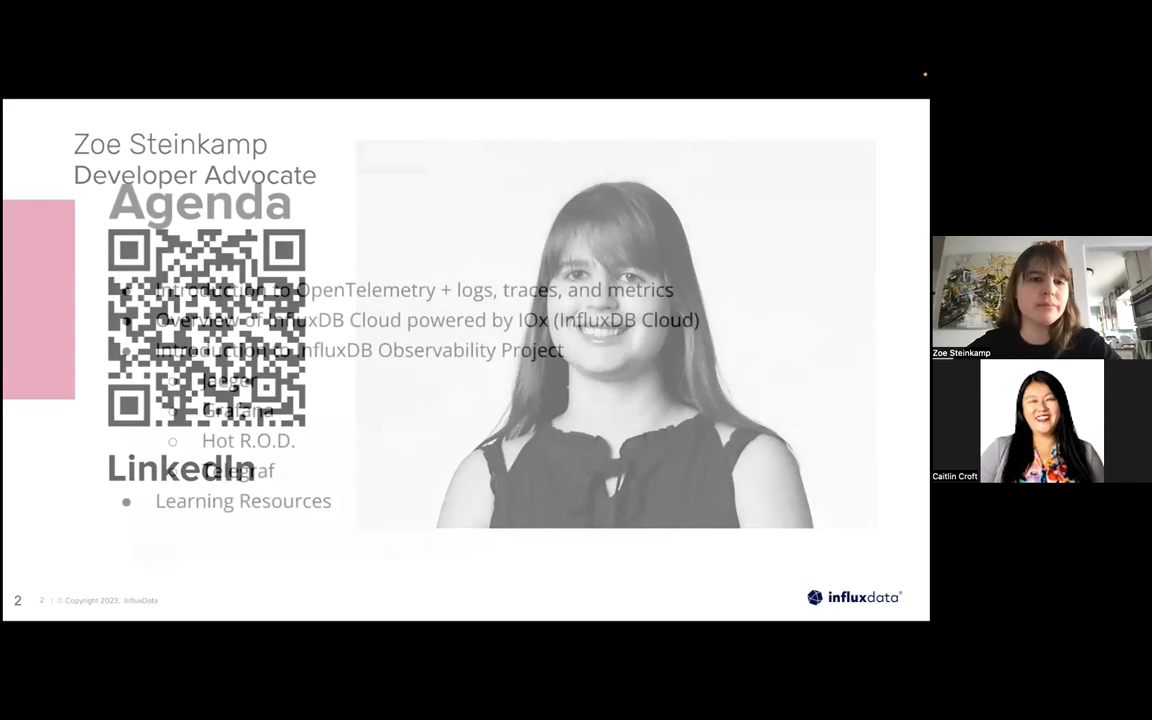 Zoe Steinkamp
Developer Advocate
Agenda
Introduction to OpenTelemetry + logs, traces, and metrics
Overview of InfluxDB Cloud powered by IOx (InfluxDB Cloud)
Introduction to InfluxDB Observability Project
Jaeger
Grafana
Hot R.O.D.
Telegraf
LinkedIn
Learning Resources
2
2 | © Copyright 2023, InfluxData
influxdata®
Zoe Steinkamp
Caitlin Croft